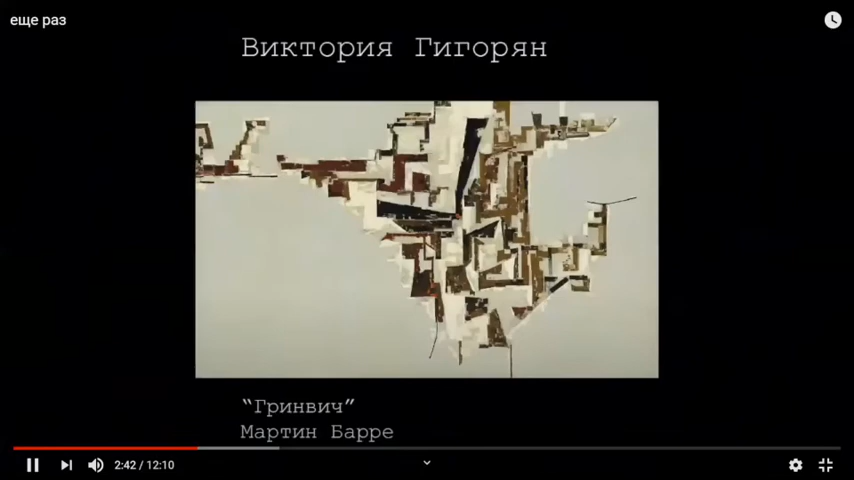 еще раз
Виктория Гигорян
“Гринвич”
Мартин Барре
2:42 / 12:10